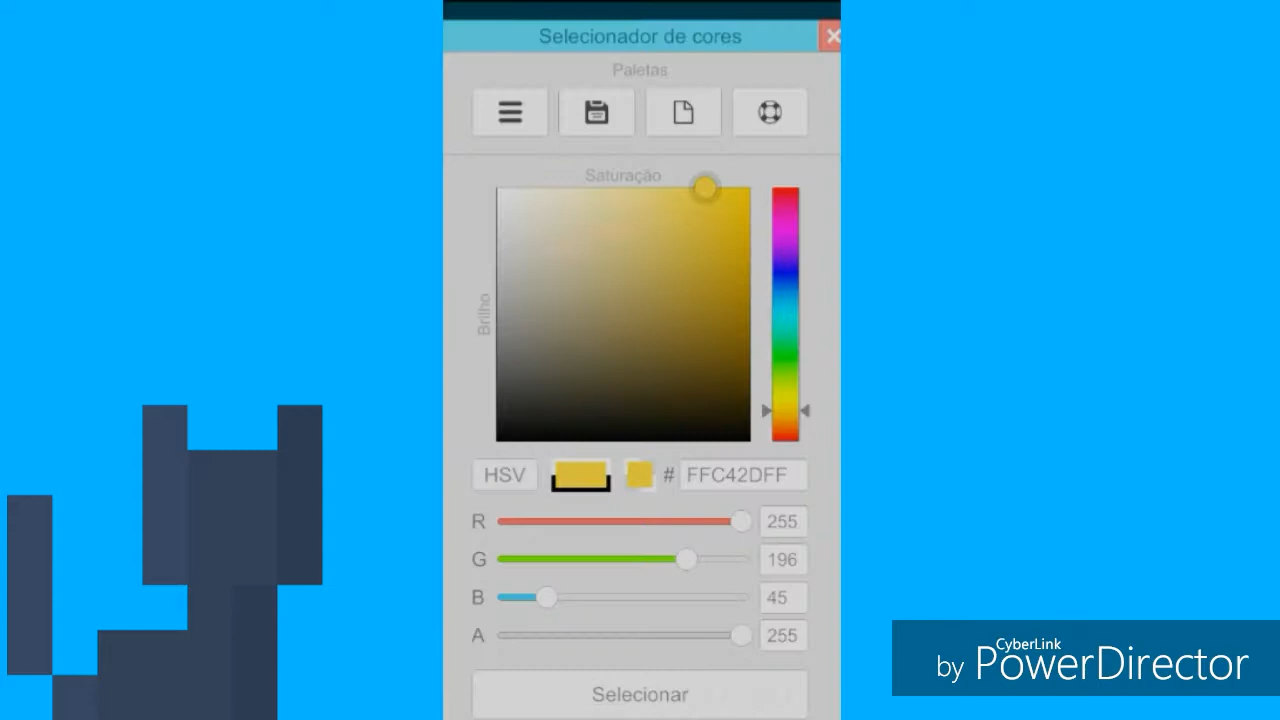 Selecionador de cores
Paletas
Saturação
Brilho
HSV # FFC42DFF
R 255
G 196
B 45
A 255
Selecionar
CyberLink
by PowerDirector